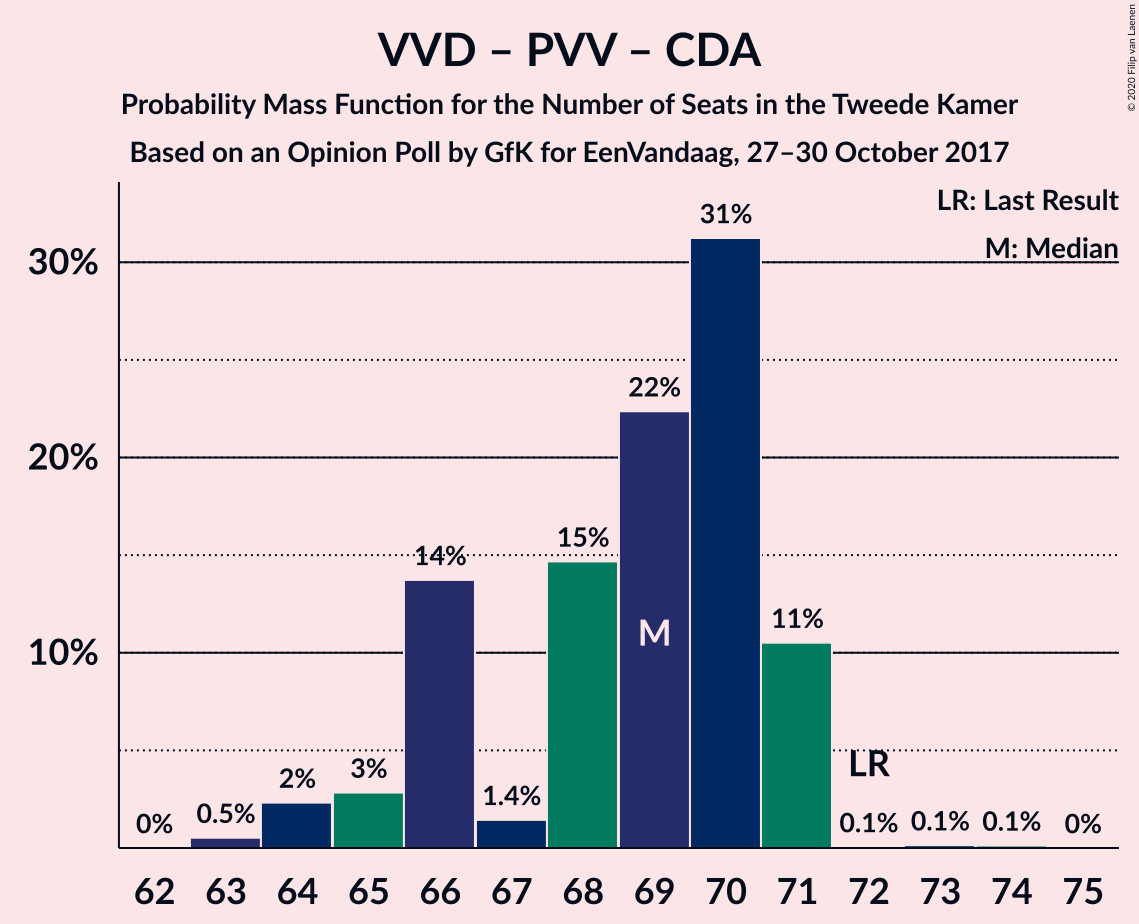 VVD – PVV – CDA
Probability Mass Function for the Number of Seats in the Tweede Kamer
Based on an Opinion Poll by GfK for EenVandaag, 27–30 October 2017
© 2020 Filip van Laenen
LR: Last Result
M: Median
30%
20%
10%
0%
0.5%
2%
3%
14%
1.4%
15%
22%
31%
11%
0.1%
0.1%
0.1%
0%
M
LR
62 63 64 65 66 67 68 69 70 71 72 73 74 75